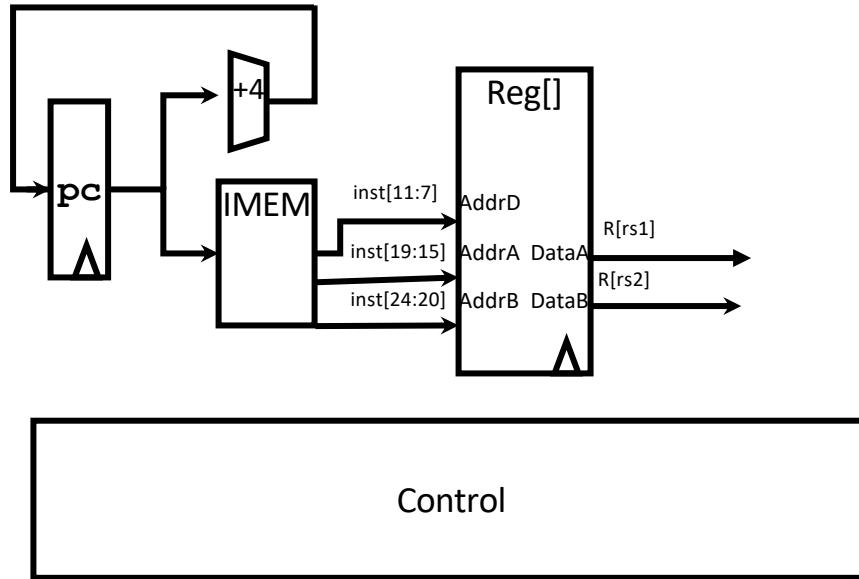 +4
Reg[]
pc
IMEM
inst[11:7]
AddrD
R[rs1]
inst[19:15]
AddrA
DataA
R[rs2]
inst[24:20]
AddrB
DataB
Control